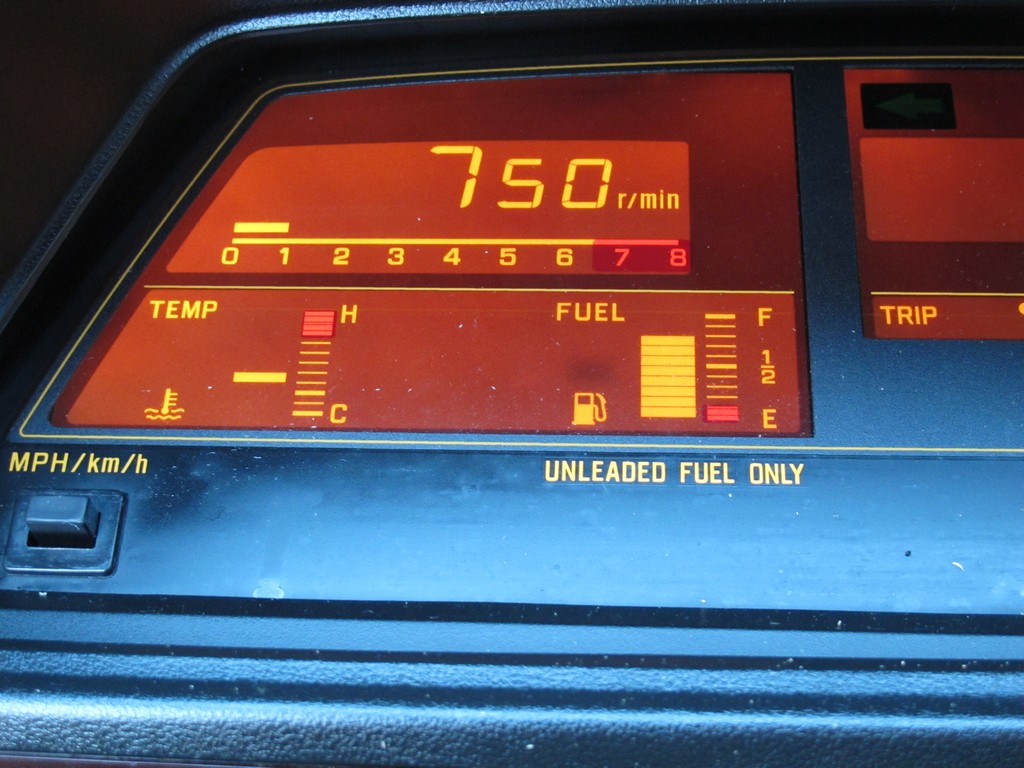 750 r/min
0 1 2 3 4 5 6 7 8
TEMP H FUEL F
TRIP
1/2
C E
MPH/km/h
UNLEADED FUEL ONLY